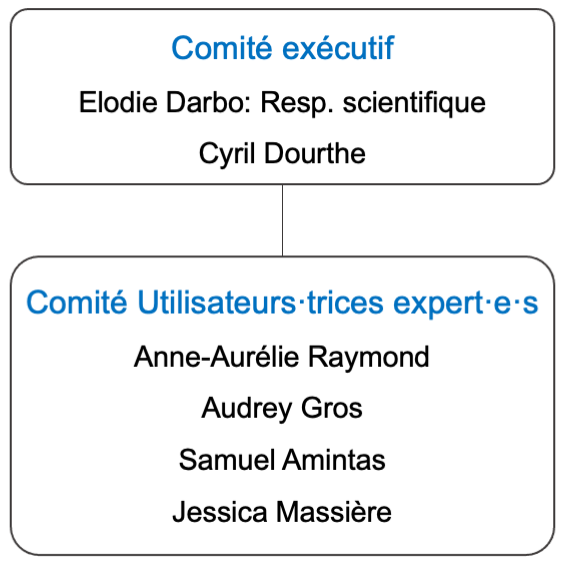 Comité exécutif
Elodie Darbo: Resp. scientifique
Cyril Dourthe
Comité Utilisateurs·trices expert·e·s
Anne-Aurélie Raymond
Audrey Gros
Samuel Amintas
Jessica Massière